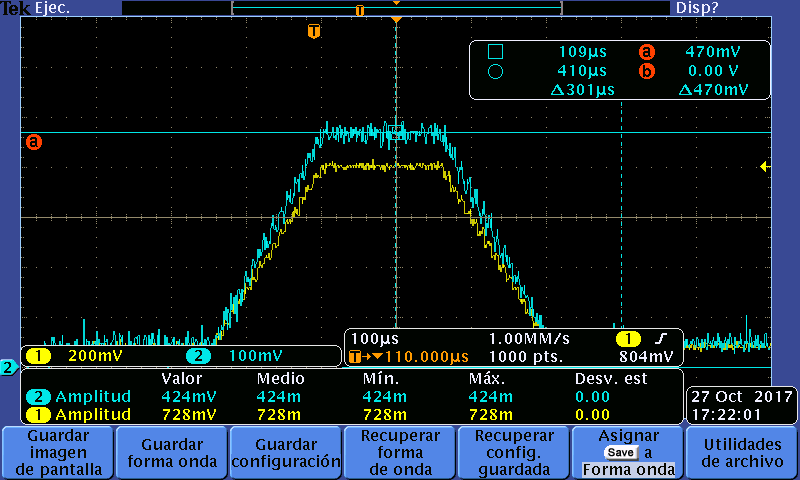 Tek Ejec. Disp?
T
T
109µs a 470mV
410µs b 0.00 V
Δ301µs Δ470mV
a
2
1 200mV 2 100mV
100µs 1.00MM/s 1
T→▼110.000µs 1000 pts. 804mV
Valor Medio Mín. Máx. Desv. est
2 Amplitud 424mV 424m 424m 424m 0.00
1 Amplitud 728mV 728m 728m 728m 0.00
27 Oct 2017
17:22:01
Guardar
imagen
de pantalla
Guardar
forma onda
Guardar
configuración
Recuperar
forma
de onda
Recuperar
config.
guardada
Asignar
Save a
Forma onda
Utilidades
de archivo